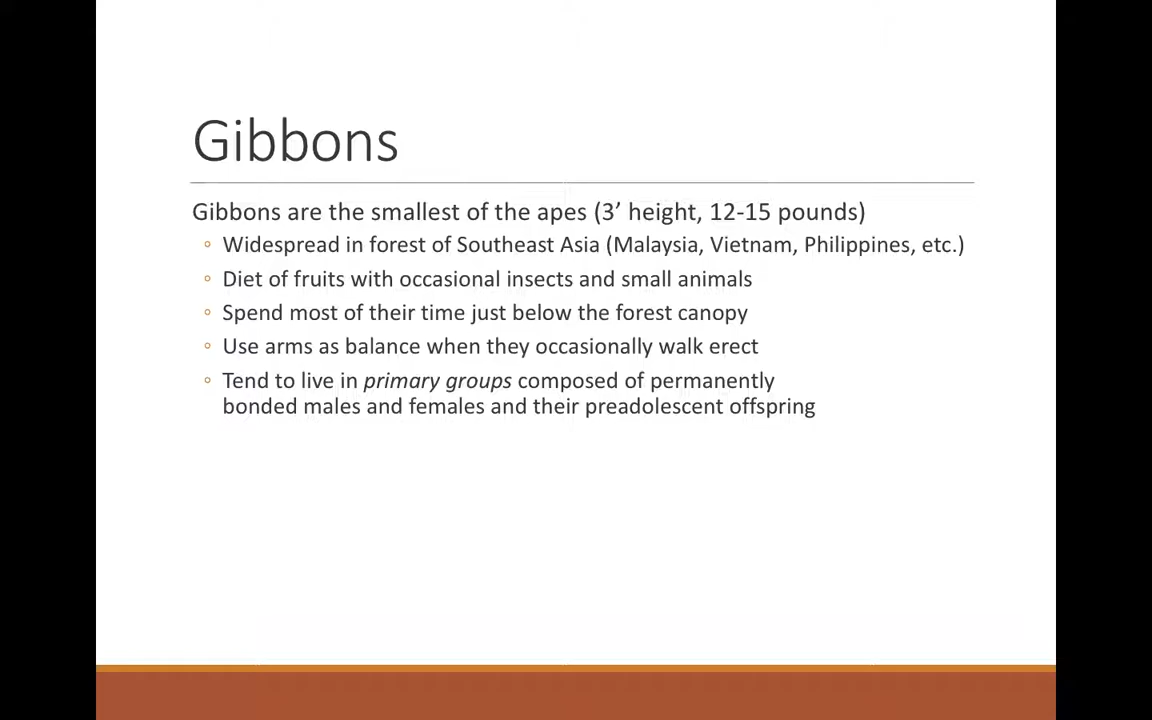 Gibbons
Gibbons are the smallest of the apes (3’ height, 12-15 pounds)
◦ Widespread in forest of Southeast Asia (Malaysia, Vietnam, Philippines, etc.)
◦ Diet of fruits with occasional insects and small animals
◦ Spend most of their time just below the forest canopy
◦ Use arms as balance when they occasionally walk erect
◦ Tend to live in primary groups composed of permanently
bonded males and females and their preadolescent offspring